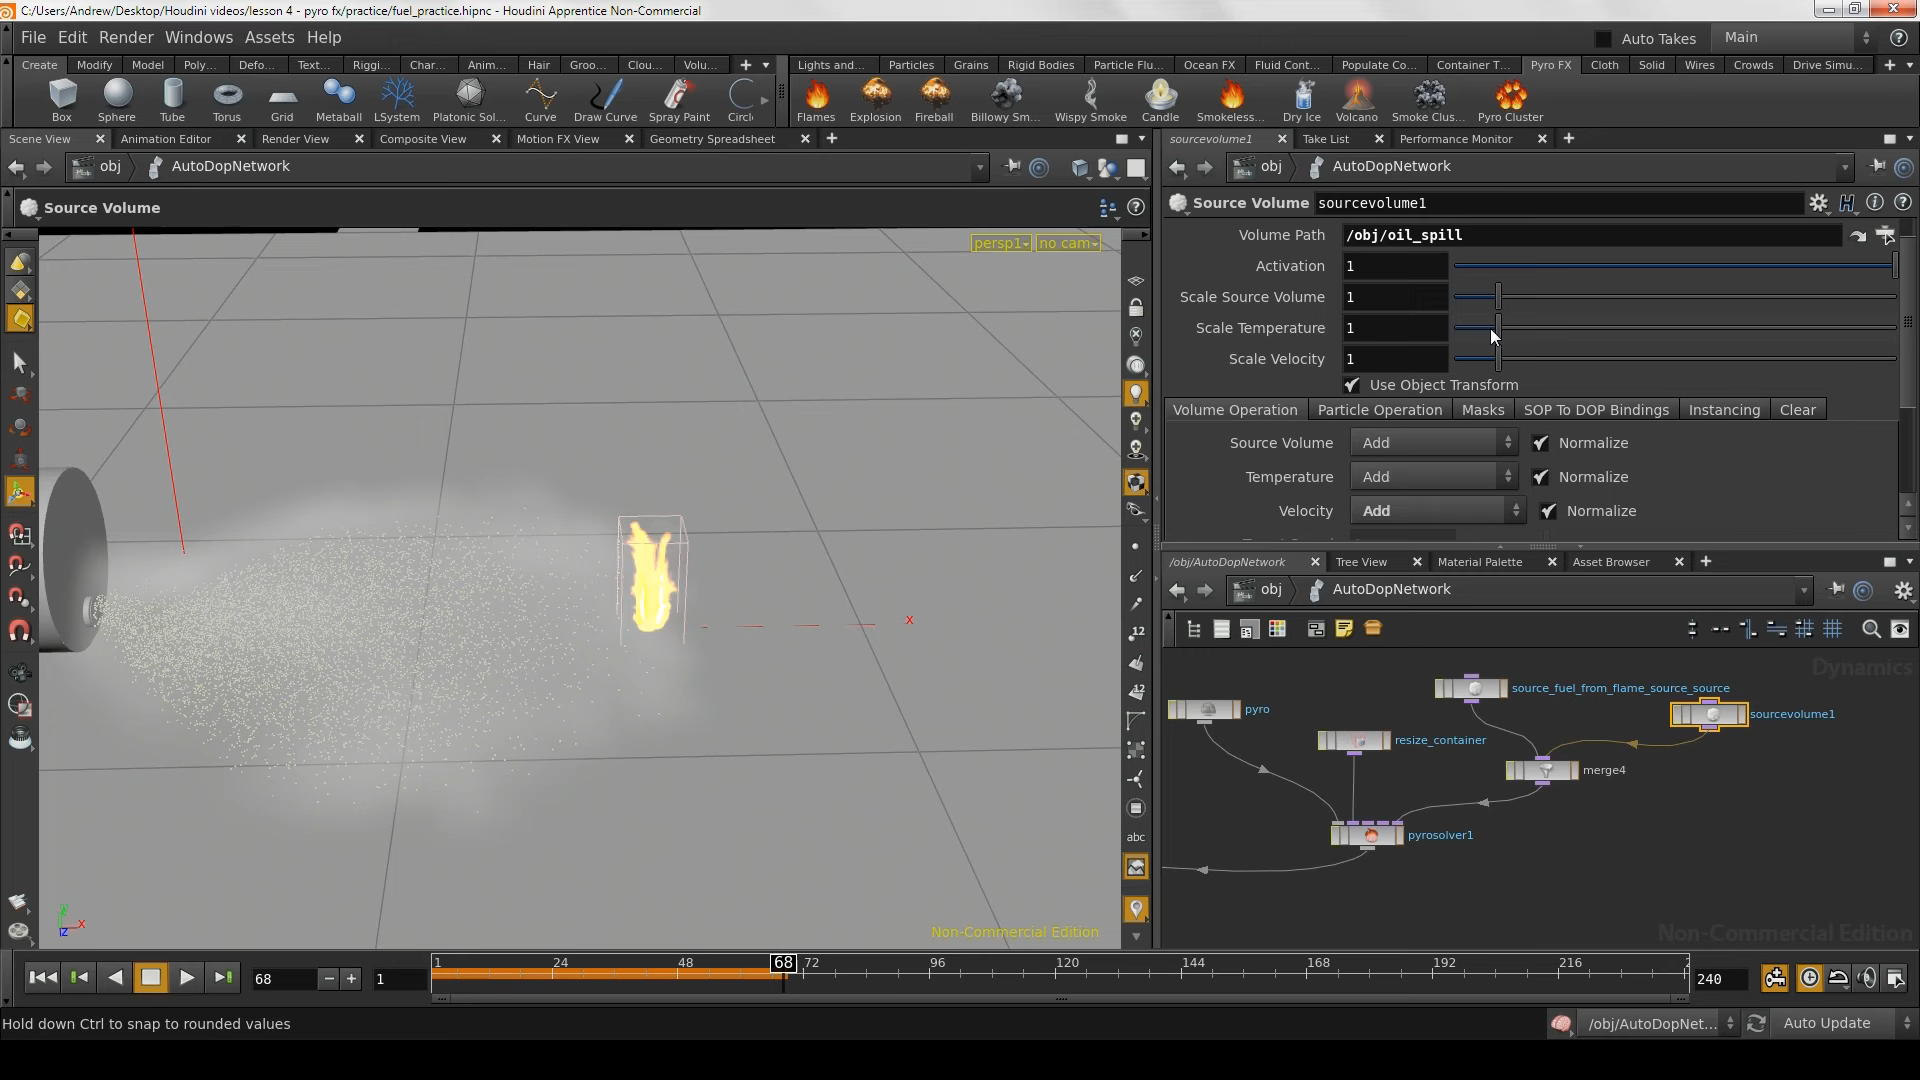 C:/Users/Andrew/Desktop/Houdini videos/lesson 4 - pyro fx/practice/fuel_practice.hipnc - Houdini Apprentice Non-Commercial
File Edit Render Windows Assets Help
Auto Takes Main
Create Modify Model Poly... Defo... Text... Riggi... Char... Anim... Hair Groo... Clou... Volu...
Lights and... Particles Grains Rigid Bodies Particle Flu... Ocean FX Fluid Cont... Populate Co... Container T... Pyro FX Cloth Solid Wires Crowds Drive Simu...
Box Sphere Tube Torus Grid Metaball LSystem Platonic Sol... Curve Draw Curve Spray Paint Circl
Flames Explosion Fireball Billowy Sm... Wispy Smoke Candle Smokeless... Dry Ice Volcano Smoke Clus... Pyro Cluster
Scene View Animation Editor Render View Composite View Motion FX View Geometry Spreadsheet
sourcevolume1 Take List Performance Monitor
obj AutoDopNetwork
obj AutoDopNetwork
Source Volume
Source Volume sourcevolume1
persp1 no cam
Volume Path /obj/oil_spill
Activation 1
Scale Source Volume 1
Scale Temperature 1
Scale Velocity 1
Use Object Transform
Volume Operation Particle Operation Masks SOP To DOP Bindings Instancing Clear
Source Volume Add Normalize
Temperature Add Normalize
Velocity Add Normalize
/obj/AutoDopNetwork Tree View Material Palette Asset Browser
obj AutoDopNetwork
Dynamics
source_fuel_from_flame_source_source
pyro
sourcevolume1
resize_container
merge4
pyrosolver1
Non-Commercial Edition
x
12
12
abc
x
z
Non-Commercial Edition
68 1
1 24 48 68 72 96 120 144 168 192 216 2
240
Hold down Ctrl to snap to rounded values
/obj/AutoDopNet... Auto Update